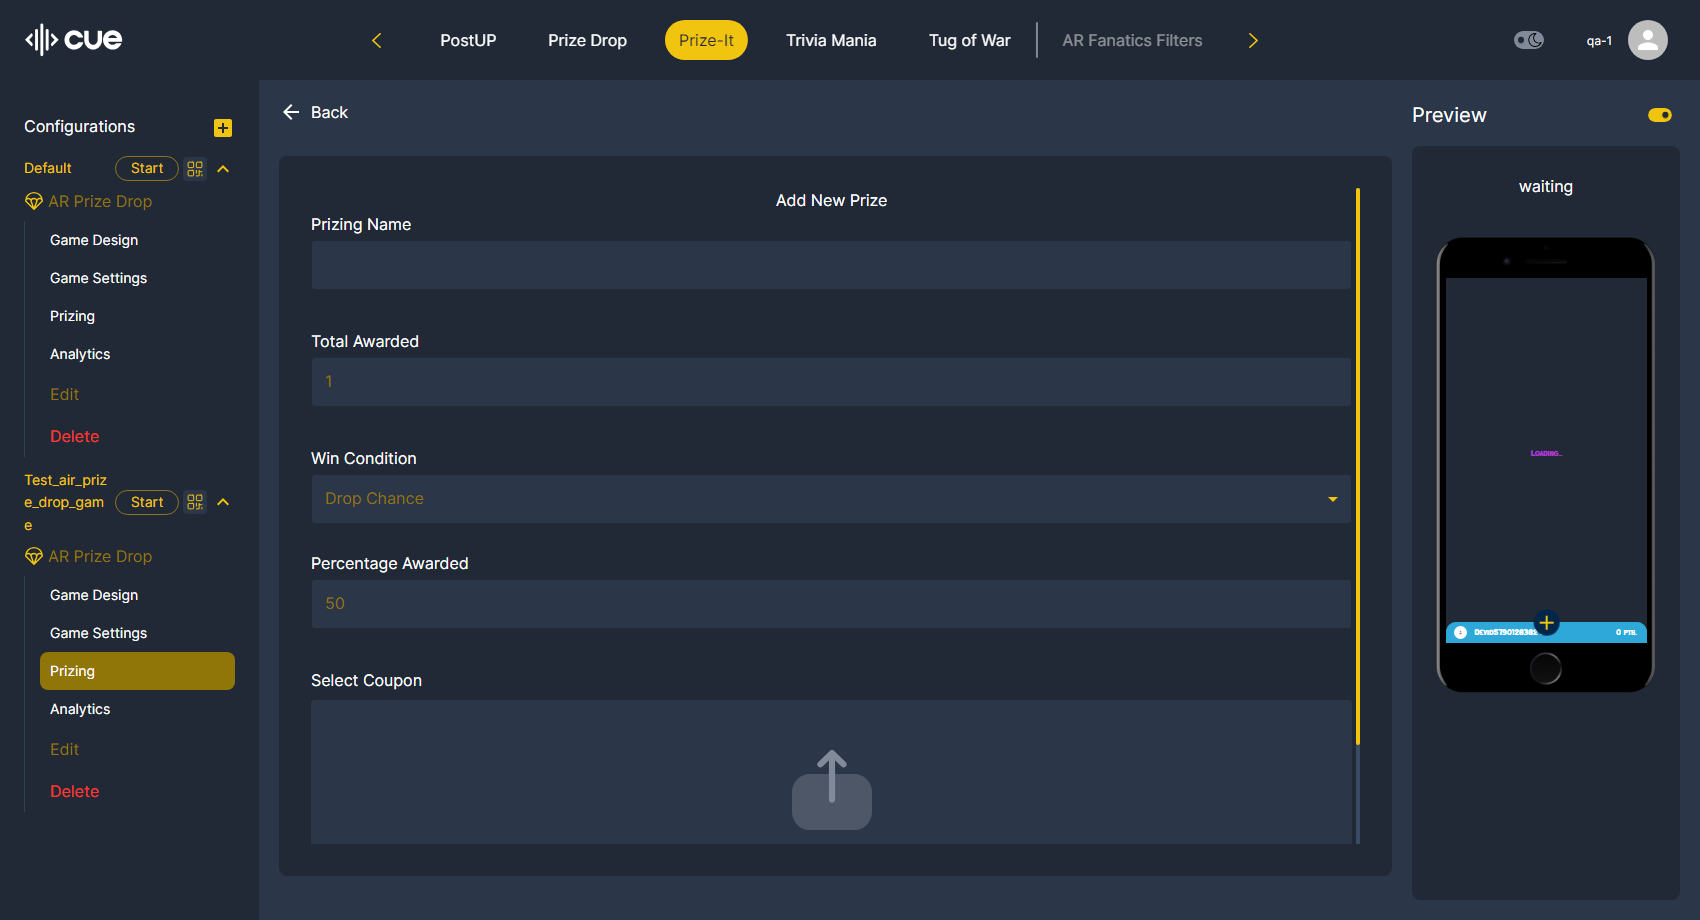 cue
PostUP
Prize Drop
Prize-It
Trivia Mania
Tug of War
AR Fanatics Filters
qa-1
Configurations
Default
Start
AR Prize Drop
Game Design
Game Settings
Prizing
Analytics
Edit
Delete
Test_air_priz
e_drop_gam
e
Start
AR Prize Drop
Game Design
Game Settings
Prizing
Analytics
Edit
Delete
Back
Add New Prize
Prizing Name
Total Awarded
1
Win Condition
Drop Chance
Percentage Awarded
50
Select Coupon
Preview
waiting
Loading..
0 PTS.